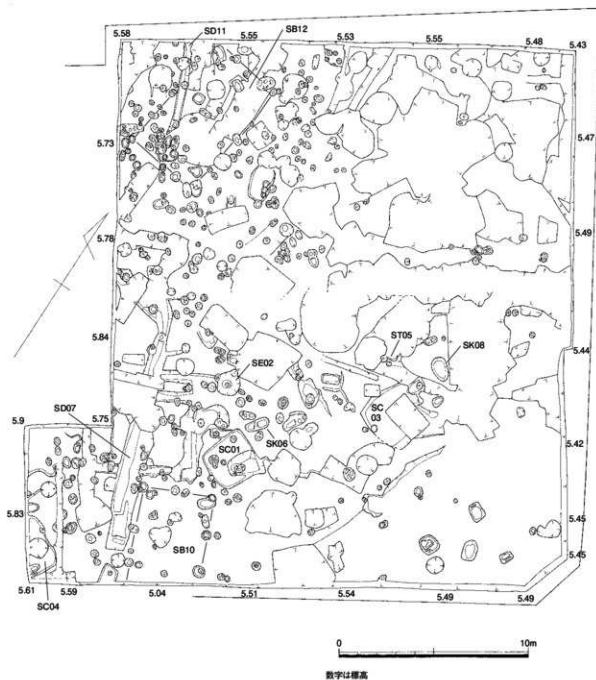 5.58
SD11
5.55
SB12
5.53
5.55
5.48
5.43
5.73
5.47
5.78
5.49
5.84
ST05
SK08
5.44
SE02
SD07
5.9
5.75
SC
03
SK06
SC01
5.42
5.83
5.45
SB10
5.45
5.61
5.59
5.04
5.51
5.54
5.49
5.49
SC04
0
10m
数字は標高